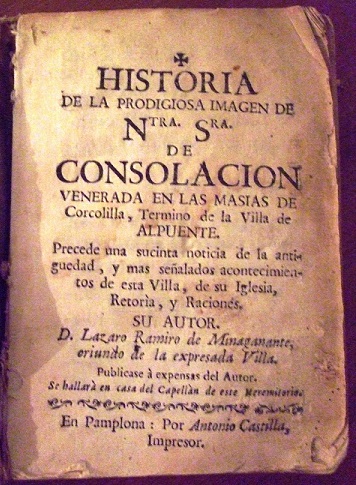 ✠
HISTORIA
DE LA PRODIGIOSA IMAGEN DE
NTRA. SRA.
DE
CONSOLACION
VENERADA EN LAS MASIAS DE
Corcolilla, Termino de la Villa de
ALPUENTE.
Precede una sucinta noticia de la anti-
guedad, y mas señalados acontecimien-
tos de esta Villa, de su Iglesia,
Retoria, y Raciones.
SU AUTOR.
D. Lazaro Ramiro de Minaganante,
oriundo de la expresada Villa.
Publicase à expensas del Autor.
Se hallarà en casa del Capellàn de este Heremitorio.
En Pamplona: Por Antonio Castilla,
Impresor.